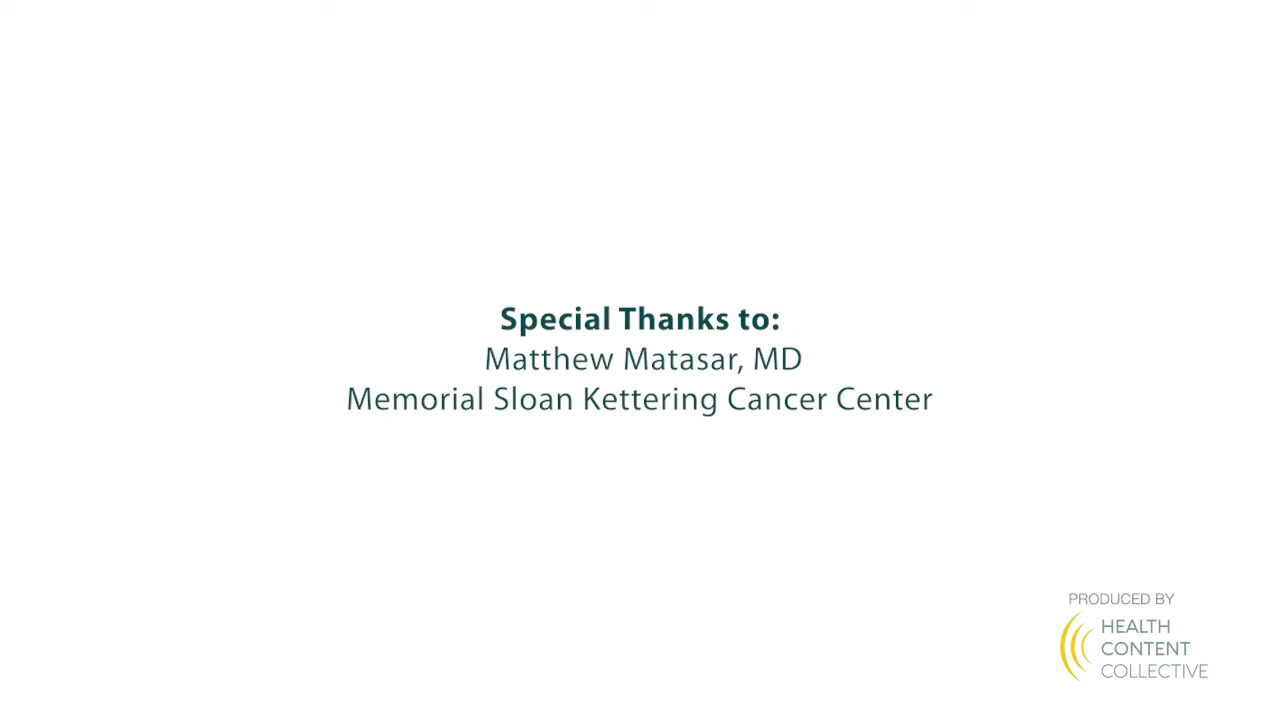 Special Thanks to:
Matthew Matasar, MD
Memorial Sloan Kettering Cancer Center
PRODUCED BY
HEALTH
CONTENT
COLLECTIVE